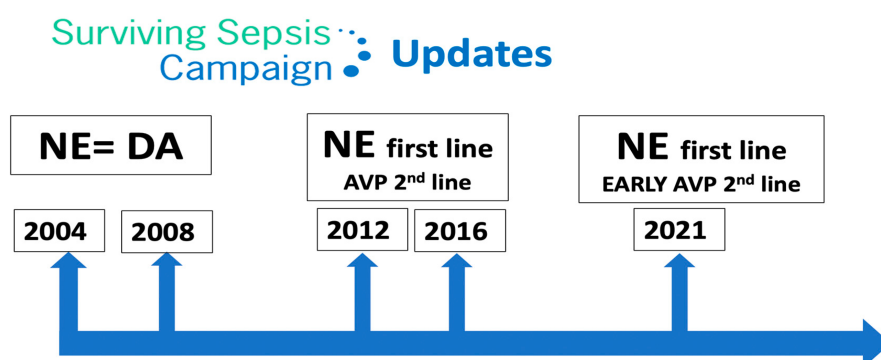 Surviving Sepsis
Campaign
Updates
NE= DA
NE first line
AVP 2nd line
NE first line
EARLY AVP 2nd line
2004
2008
2012
2016
2021